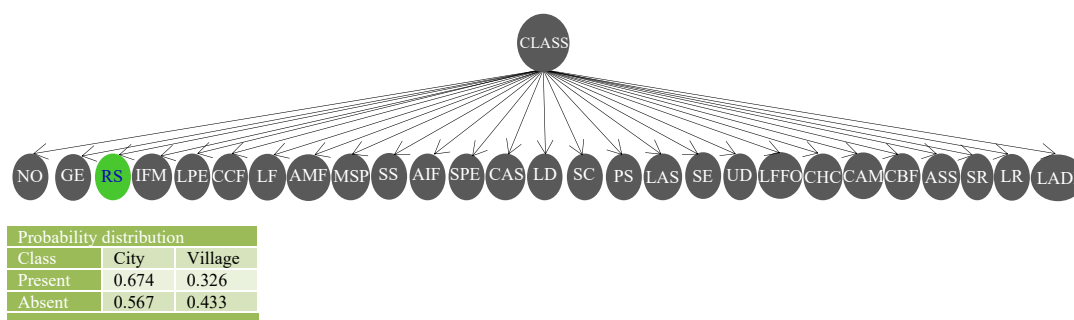 CLASS
NO GE RS IFM LPE CCF LF AMF MSP SS AIF SPE CAS LD SC PS LAS SE UD LFFO CHC CAM CBF ASS SR LR LAD
Probability distribution
Class City Village
Present 0.674 0.326
Absent 0.567 0.433